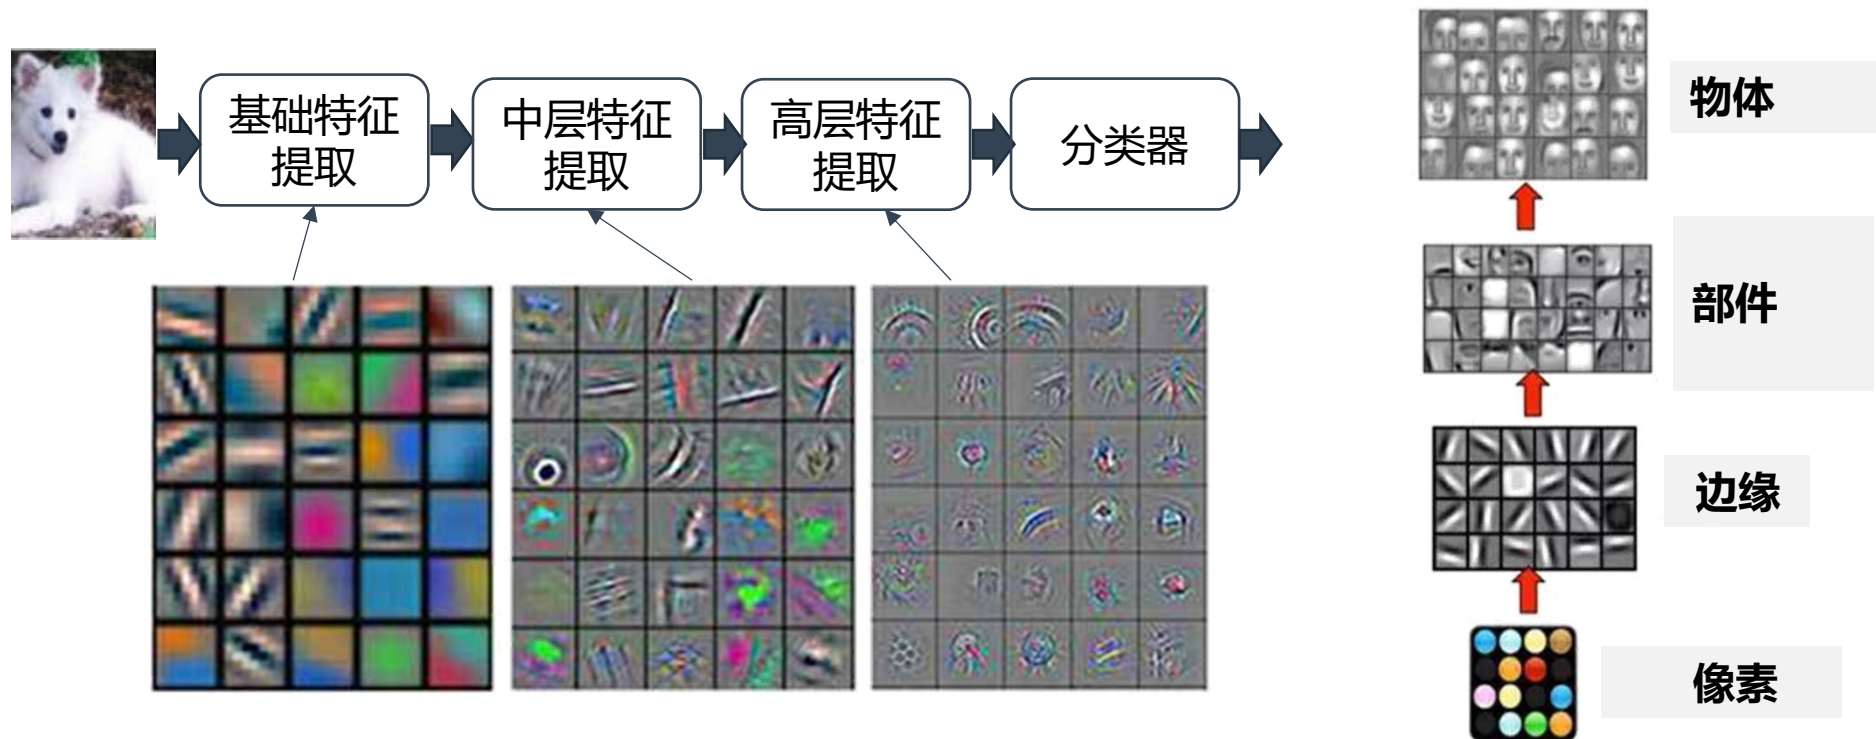 基础特征
提取
中层特征
提取
高层特征
提取
分类器
物体
部件
边缘
像素